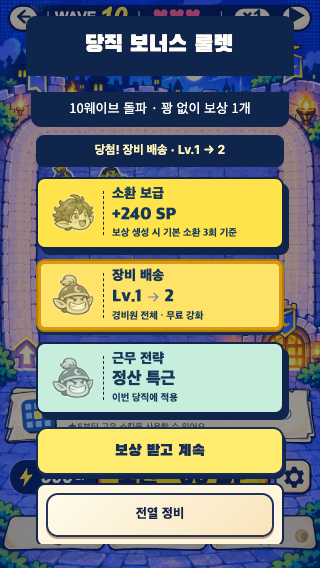 WAVE 10
당직 보너스 룰렛
10웨이브 돌파 · 꽝 없이 보상 1개
당첨! 장비 배송 · Lv.1 → 2
소환 보급
+240 SP
보상 생성 시 기본 소환 3회 기준
장비 배송
Lv.1 → 2
경비원 전체 · 무료 강화
근무 전략
정산 특근
이번 당직에 적용
보상 받고 계속
전열 정비